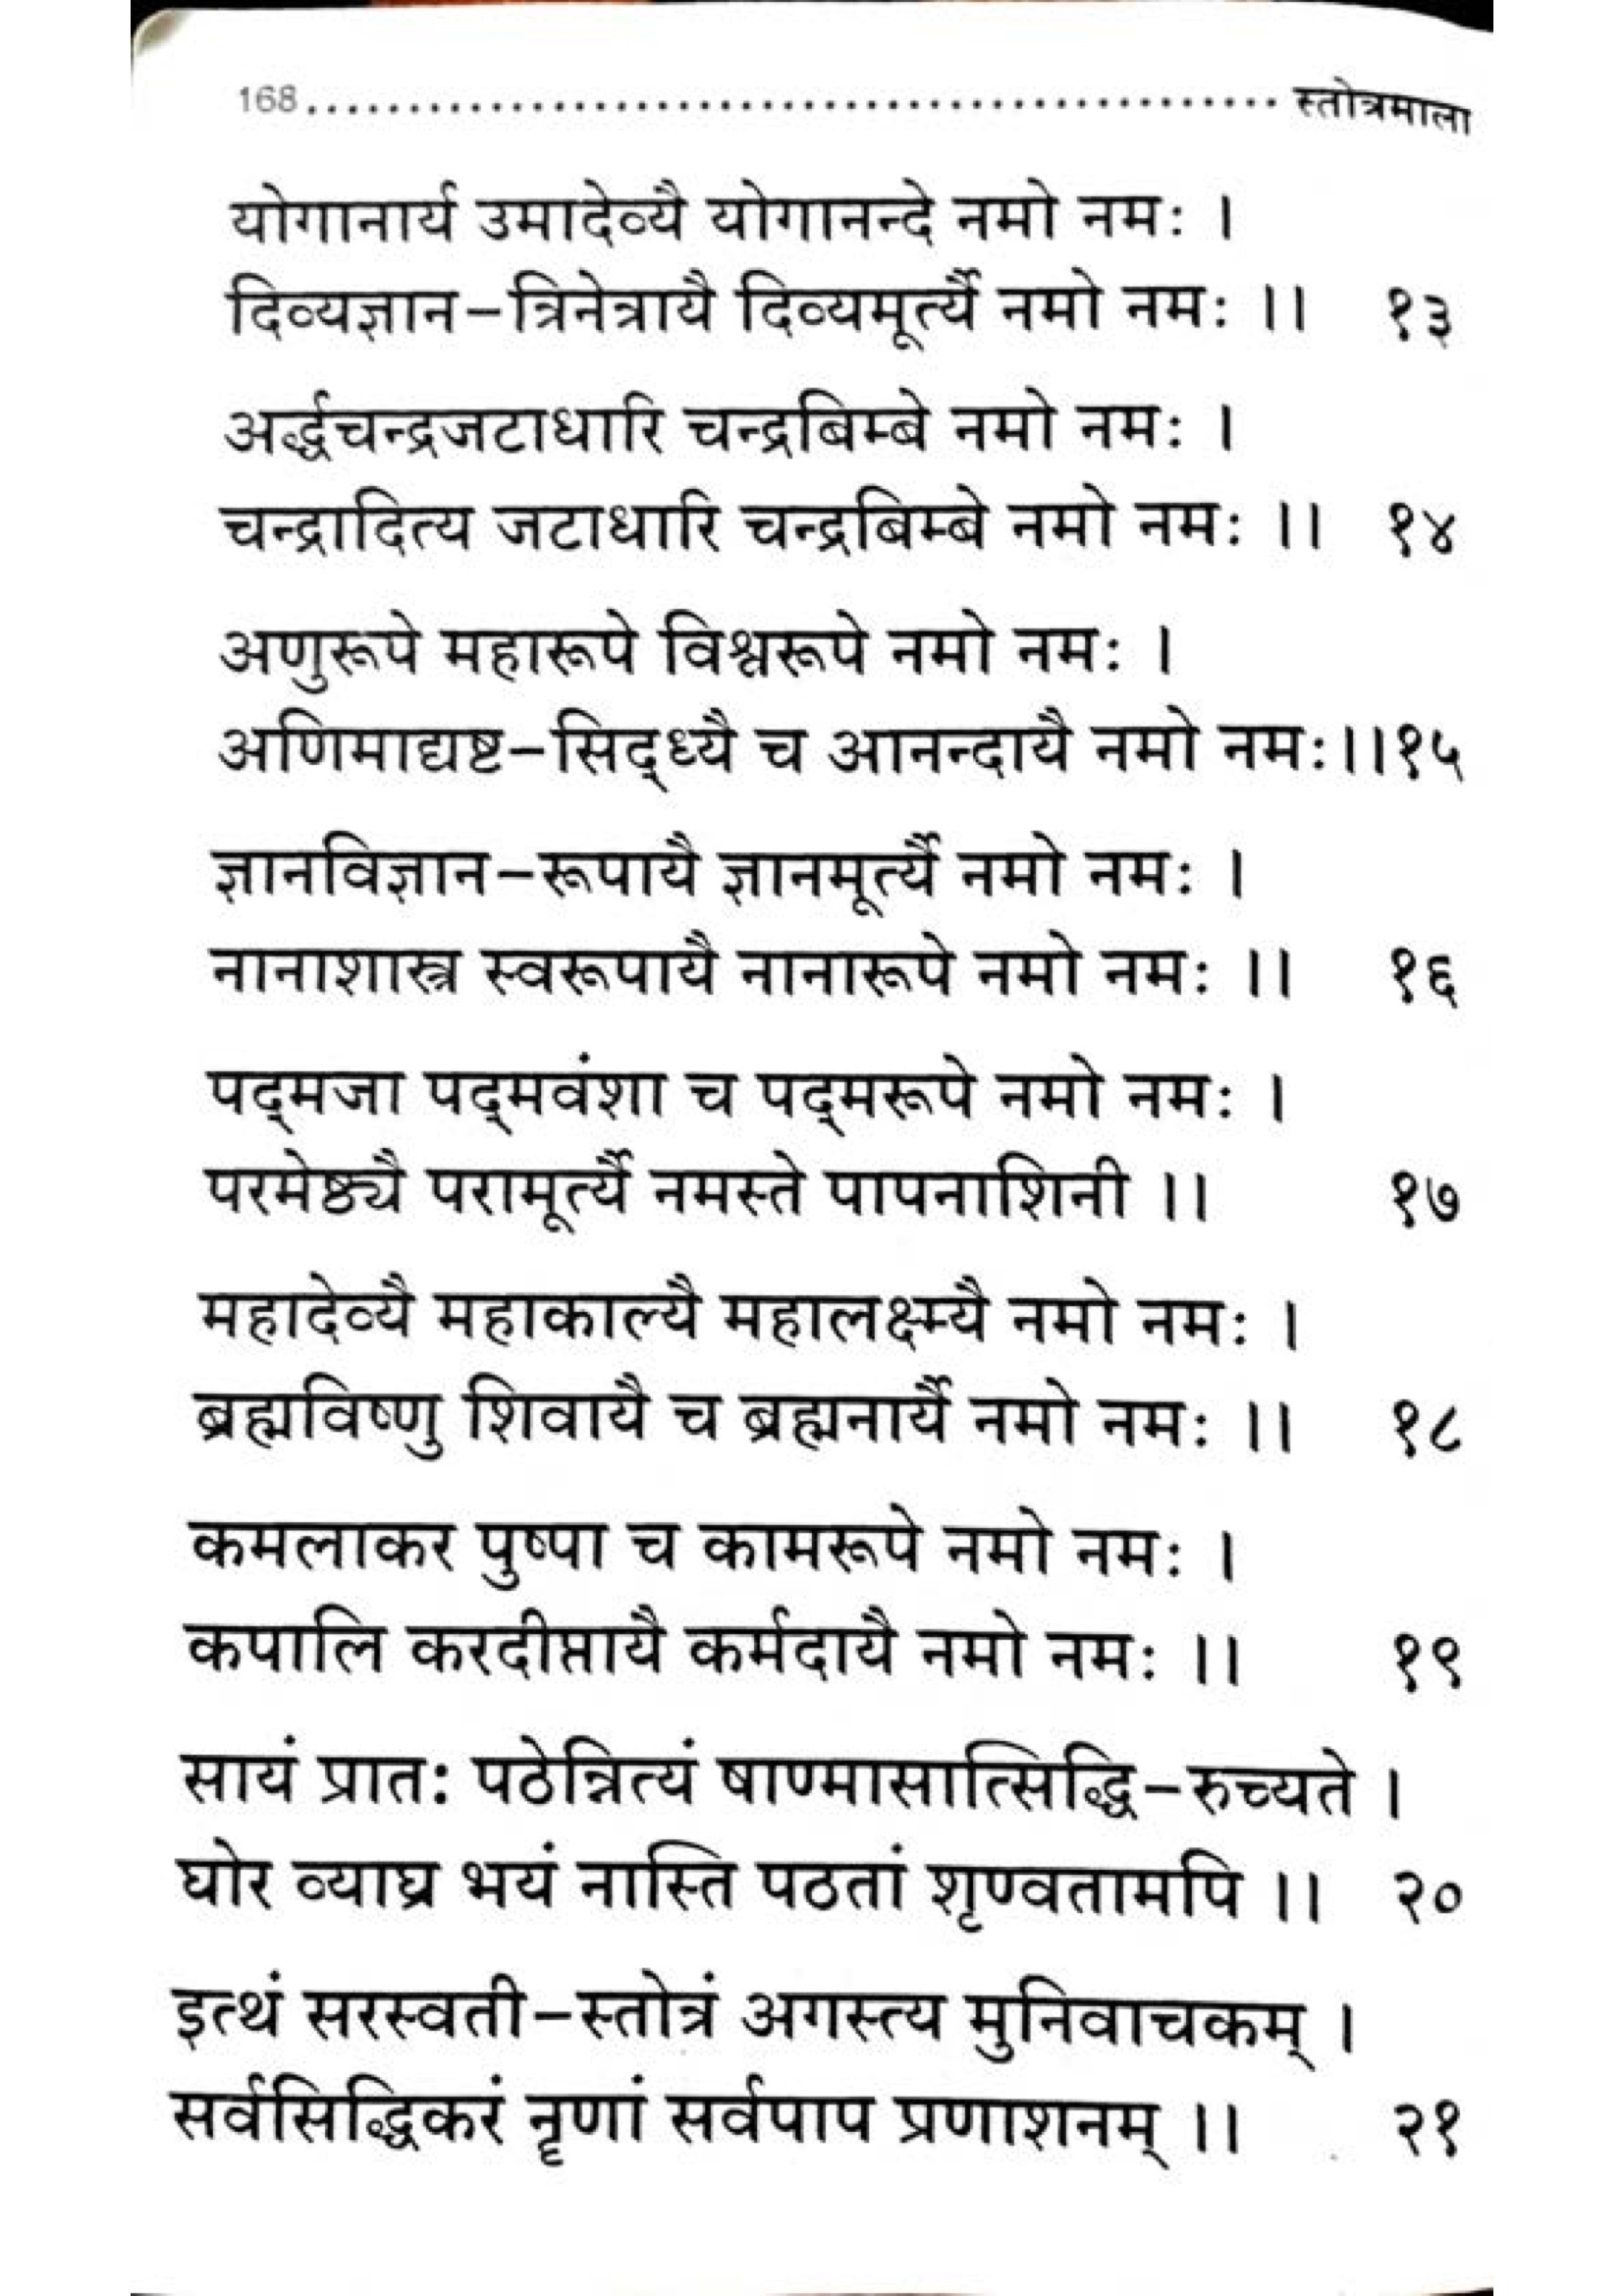 168 ................................................ स्तोत्रमाला
योगानार्य उमादेव्यै योगानन्दे नमो नमः ।
दिव्यज्ञान-त्रिनेत्रायै दिव्यमूर्त्यै नमो नमः ।। १३
अर्द्धचन्द्रजटाधारि चन्द्रबिम्बे नमो नमः ।
चन्द्रादित्य जटाधारि चन्द्रबिम्बे नमो नमः ।। १४
अणुरूपे महारूपे विश्वरूपे नमो नमः ।
अणिमाद्यष्ट-सिद्ध्यै च आनन्दायै नमो नमः।।१५
ज्ञानविज्ञान-रूपायै ज्ञानमूर्त्यै नमो नमः ।
नानाशास्त्र स्वरूपायै नानारूपे नमो नमः ।। १६
पद्मजा पद्मवंशा च पद्मरूपे नमो नमः ।
परमेष्ठ्यै परामूर्त्यै नमस्ते पापनाशिनी ।। १७
महादेव्यै महाकाल्यै महालक्ष्म्यै नमो नमः ।
ब्रह्मविष्णु शिवायै च ब्रह्मनार्यै नमो नमः ।। १८
कमलाकर पुष्पा च कामरूपे नमो नमः ।
कपालि करदीप्तायै कर्मदायै नमो नमः ।। १९
सायं प्रातः पठेन्नित्यं षाण्मासात्सिद्धि-रुच्यते ।
घोर व्याघ्र भयं नास्ति पठतां शृण्वतामपि ।। २०
इत्थं सरस्वती-स्तोत्रं अगस्त्य मुनिवाचकम् ।
सर्वसिद्धिकरं नॄणां सर्वपाप प्रणाशनम् ।। २१